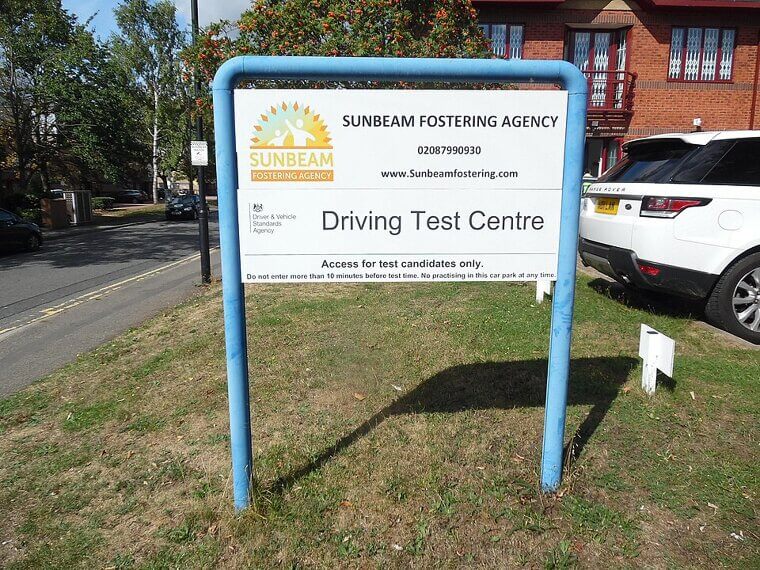 SUNBEAM
FOSTERING AGENCY
SUNBEAM FOSTERING AGENCY
02087990930
www.Sunbeamfostering.com
Driver & Vehicle
Standards
Agency
Driving Test Centre
Access for test candidates only.
Do not enter more than 10 minutes before test time. No practising in this car park at any time.